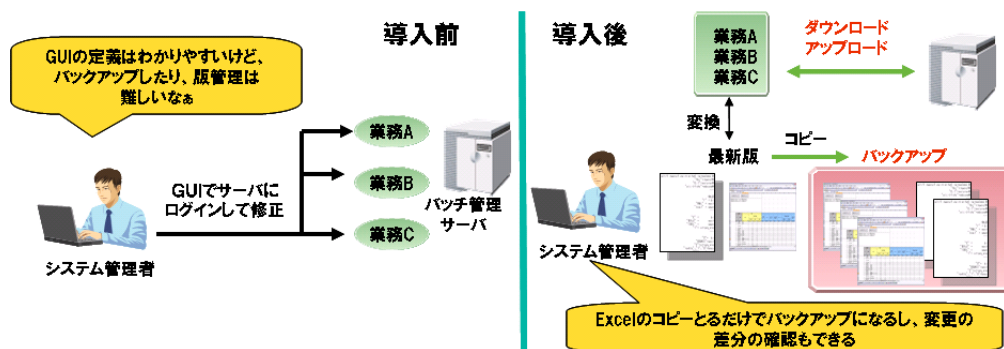 導入前
GUIの定義はわかりやすいけど、
バックアップしたり、版管理は
難しいなぁ
業務A
業務B
業務C
GUIでサーバに
ログインして修正
バッチ管理
サーバ
システム管理者
導入後
業務A
業務B
業務C
ダウンロード
アップロード
変換
最新版
コピー
バックアップ
システム管理者
Excelのコピーとるだけでバックアップになるし、変更の
差分の確認もできる